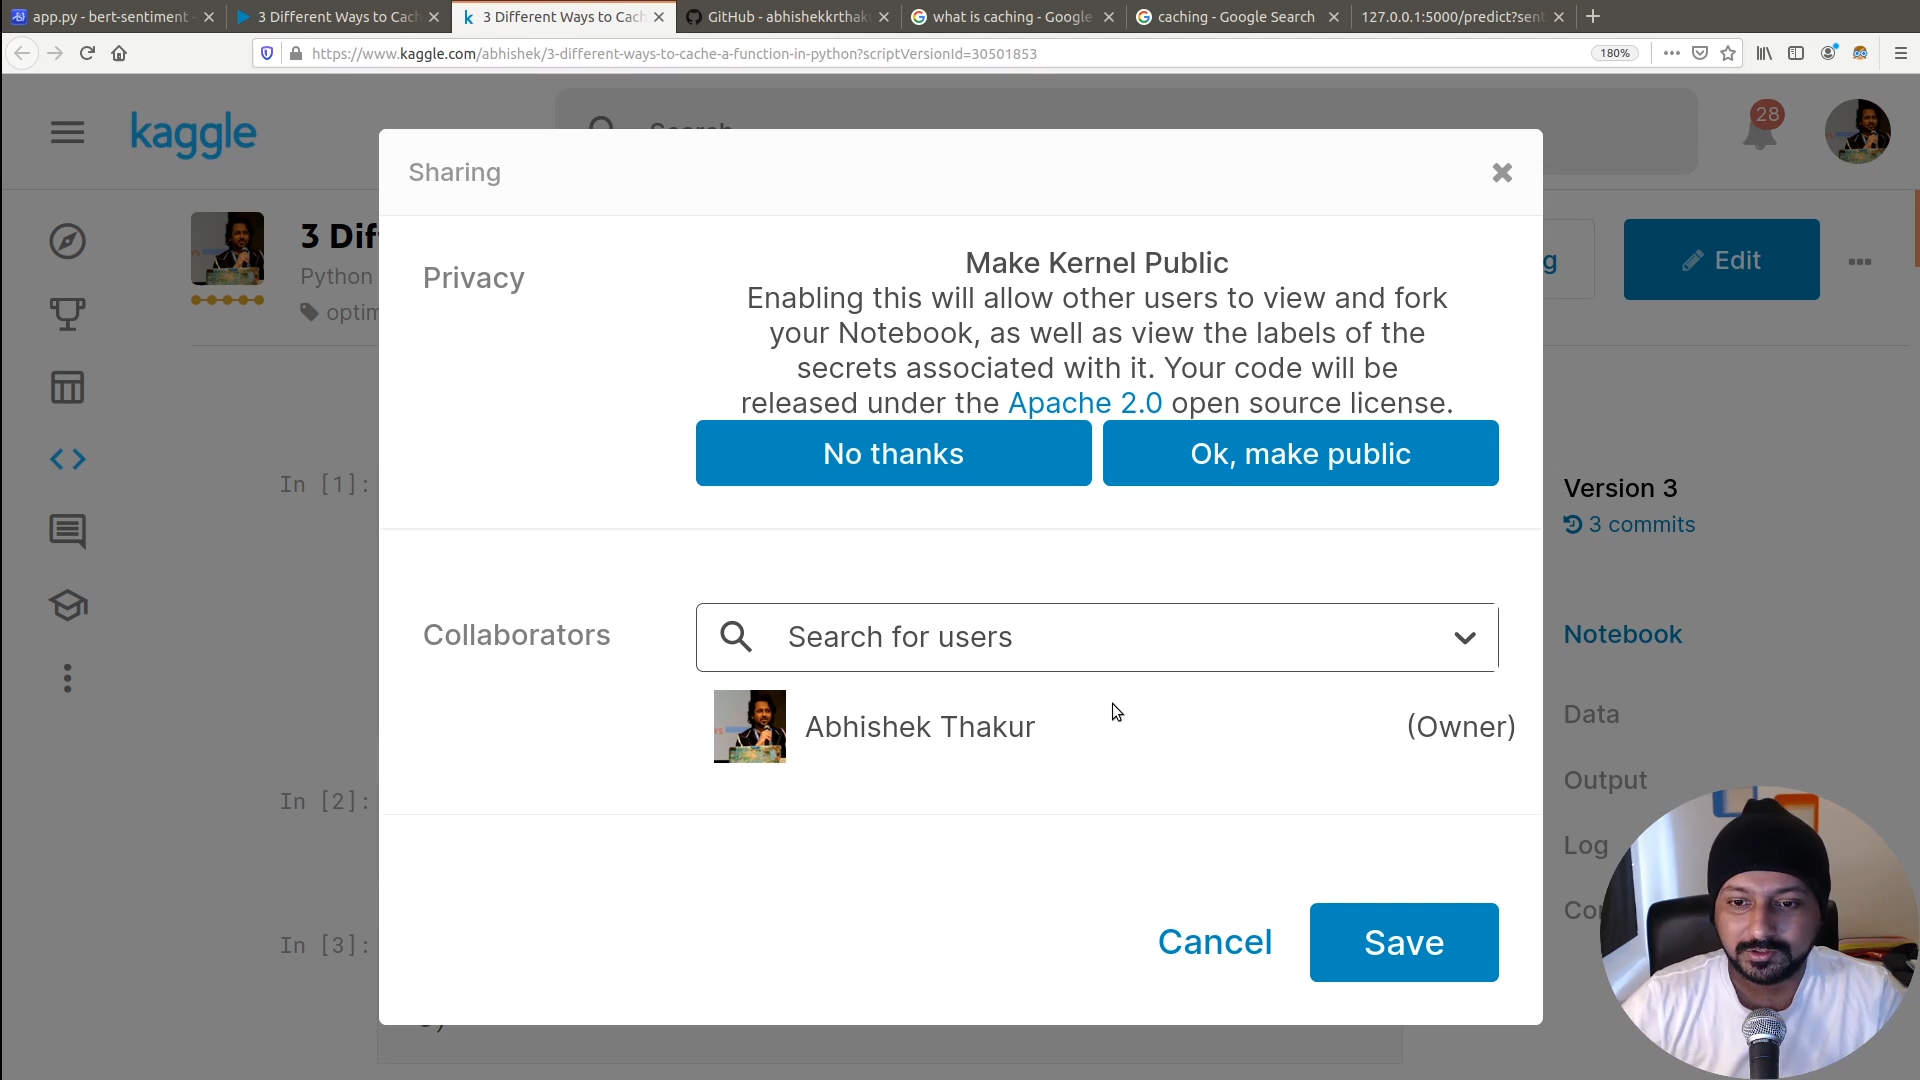 app.py - bert-sentiment -
3 Different Ways to Cach
3 Different Ways to Cach
GitHub - abhishekkrthaku
what is caching - Google
caching - Google Search
127.0.0.1:5000/predict?sent
https://www.kaggle.com/abhishek/3-different-ways-to-cache-a-function-in-python?scriptVersionId=30501853
180%
kaggle
Search
28
Sharing
3 Dif
Python
optim
g
Edit
Privacy
Make Kernel Public
Enabling this will allow other users to view and fork
your Notebook, as well as view the labels of the
secrets associated with it. Your code will be
released under the Apache 2.0 open source license.
No thanks
Ok, make public
In [1]:
Version 3
3 commits
Collaborators
Search for users
Notebook
Abhishek Thakur
(Owner)
Data
Output
In [2]:
Log
Co
In [3]:
Cancel
Save